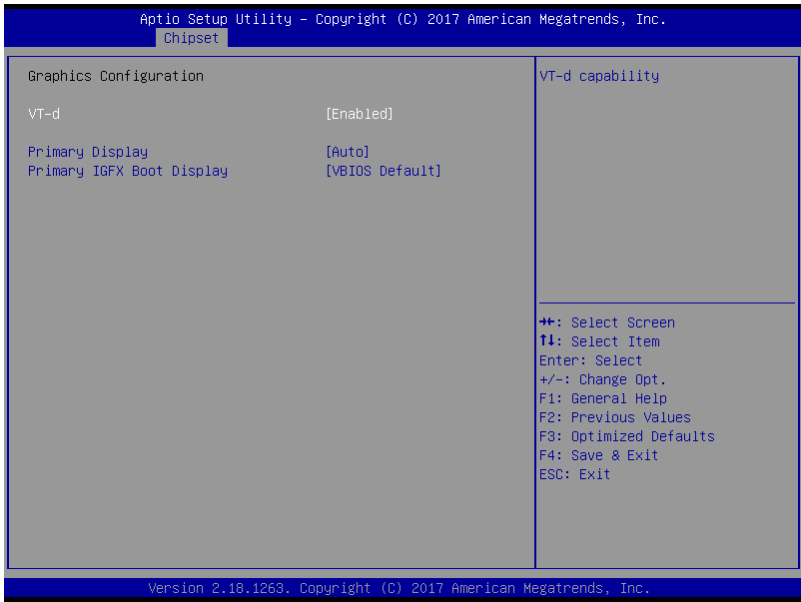 Aptio Setup Utility – Copyright (C) 2017 American Megatrends, Inc.
Chipset
Graphics Configuration
VT-d [Enabled]
Primary Display [Auto]
Primary IGFX Boot Display [VBIOS Default]
VT-d capability
→←: Select Screen
↑↓: Select Item
Enter: Select
+/-: Change Opt.
F1: General Help
F2: Previous Values
F3: Optimized Defaults
F4: Save & Exit
ESC: Exit
Version 2.18.1263. Copyright (C) 2017 American Megatrends, Inc.